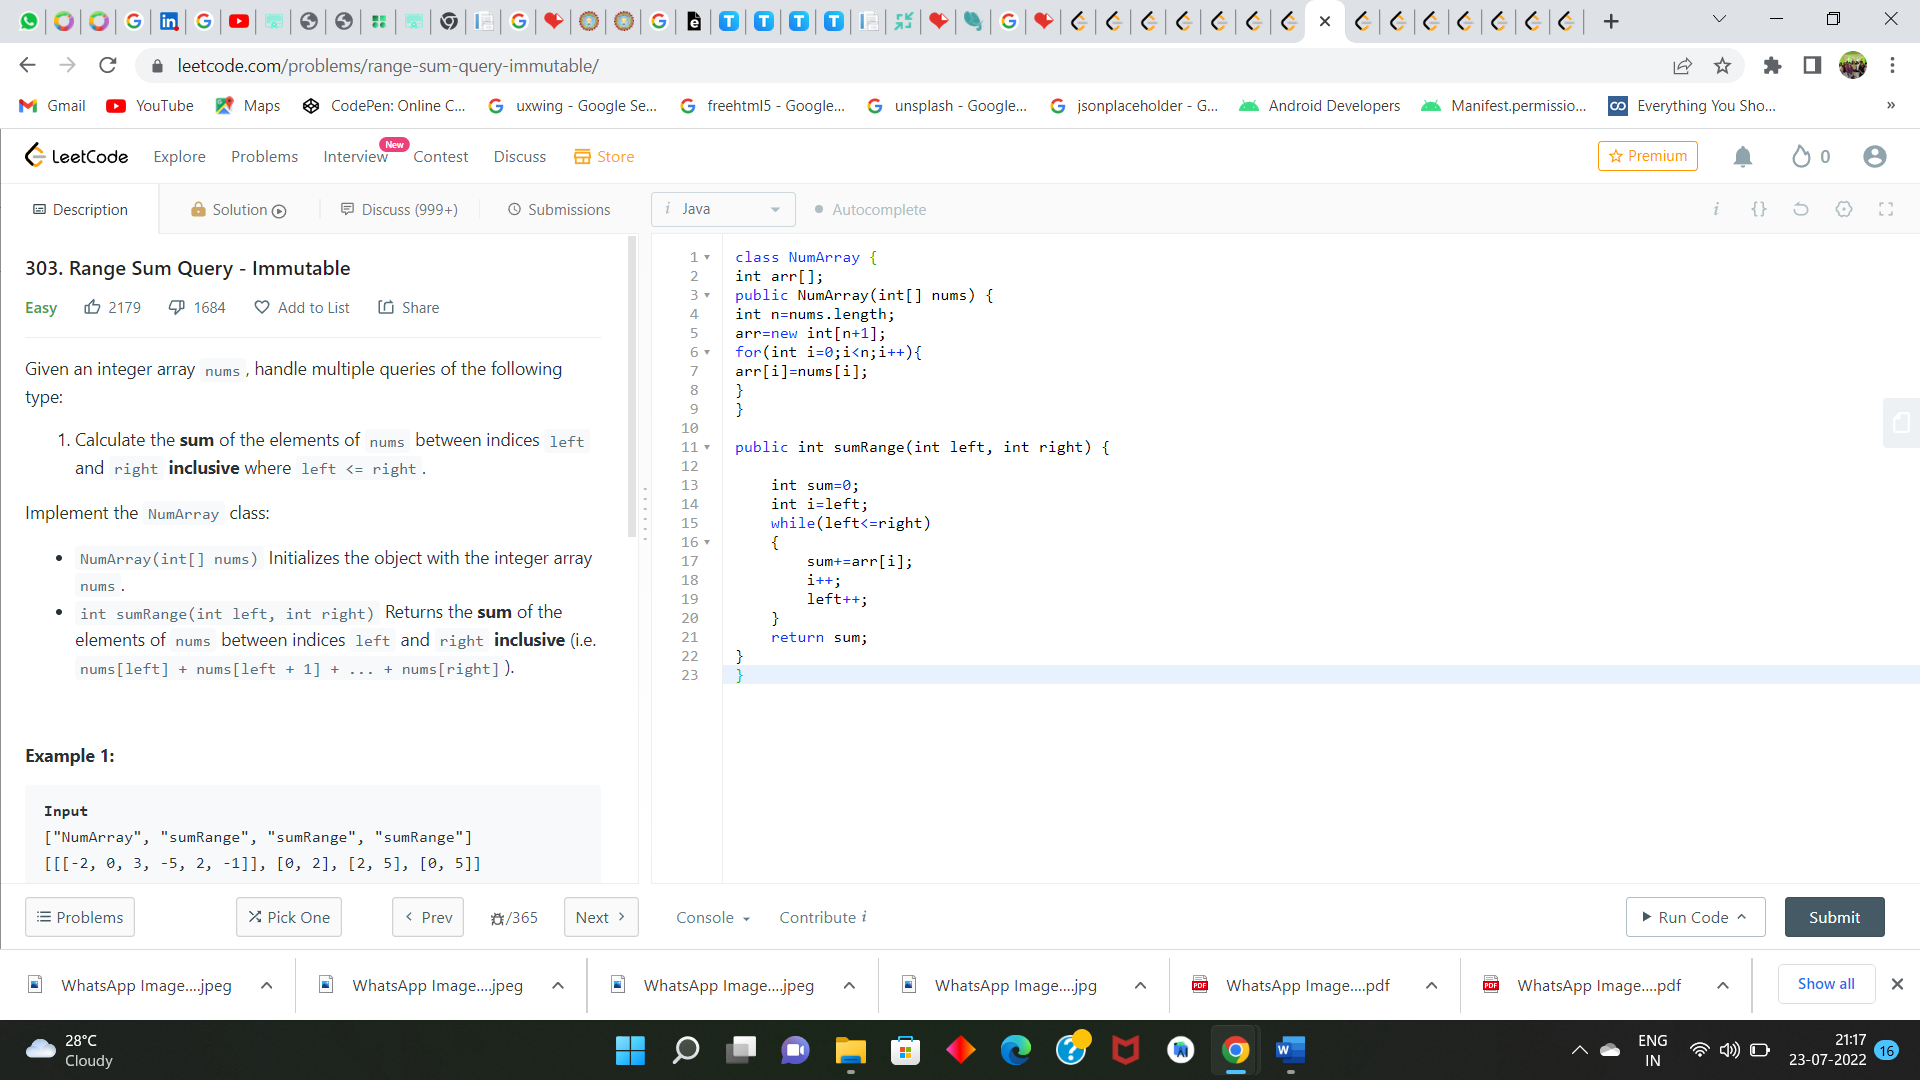 leetcode.com/problems/range-sum-query-immutable/
Gmail YouTube Maps CodePen: Online C... uxwing - Google Se... freehtml5 - Google... unsplash - Google... jsonplaceholder - G... Android Developers Manifest.permissio... Everything You Sho... »
LeetCode Explore Problems Interview New Contest Discuss Store Premium 0
Description Solution Discuss (999+) Submissions i Java Autocomplete i {}
303. Range Sum Query - Immutable
Easy 2179 1684 Add to List Share
Given an integer array nums, handle multiple queries of the following
type:
1. Calculate the sum of the elements of nums between indices left
and right inclusive where left <= right.
Implement the NumArray class:
• NumArray(int[] nums) Initializes the object with the integer array
nums.
• int sumRange(int left, int right) Returns the sum of the
elements of nums between indices left and right inclusive (i.e.
nums[left] + nums[left + 1] + ... + nums[right]).
Example 1:
Input
["NumArray", "sumRange", "sumRange", "sumRange"]
[[[-2, 0, 3, -5, 2, -1]], [0, 2], [2, 5], [0, 5]]
1 class NumArray {
2 int arr[];
3 public NumArray(int[] nums) {
4 int n=nums.length;
5 arr=new int[n+1];
6 for(int i=0;i<n;i++){
7 arr[i]=nums[i];
8 }
9 }
10
11 public int sumRange(int left, int right) {
12
13 int sum=0;
14 int i=left;
15 while(left<=right)
16 {
17 sum+=arr[i];
18 i++;
19 left++;
20 }
21 return sum;
22 }
23 }
Problems Pick One Prev /365 Next Console Contribute i Run Code Submit
WhatsApp Image....jpeg WhatsApp Image....jpeg WhatsApp Image....jpeg WhatsApp Image....jpg WhatsApp Image....pdf WhatsApp Image....pdf Show all
28°C
Cloudy
ENG
IN
21:17
23-07-2022
16